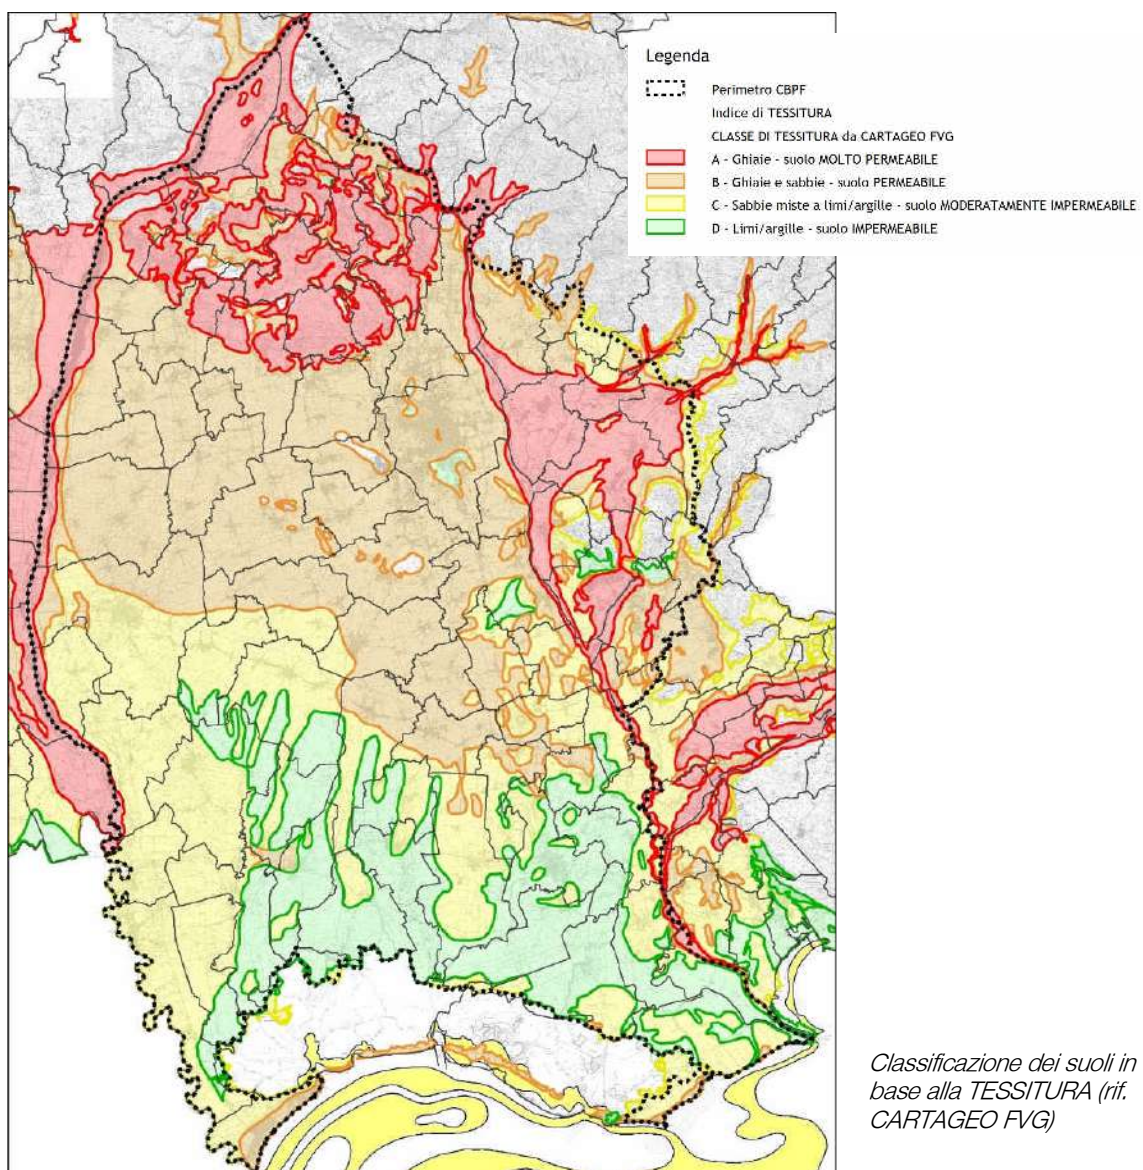 Legenda
Perimetro CBPF
Indice di TESSITURA
CLASSE DI TESSITURA da CARTAGEO FVG
A - Ghiaie - suolo MOLTO PERMEABILE
B - Ghiaie e sabbie - suolo PERMEABILE
C - Sabbie miste a limi/argille - suolo MODERATAMENTE IMPERMEABILE
D - Limi/argille - suolo IMPERMEABILE
Classificazione dei suoli in
base alla TESSITURA (rif.
CARTAGEO FVG)